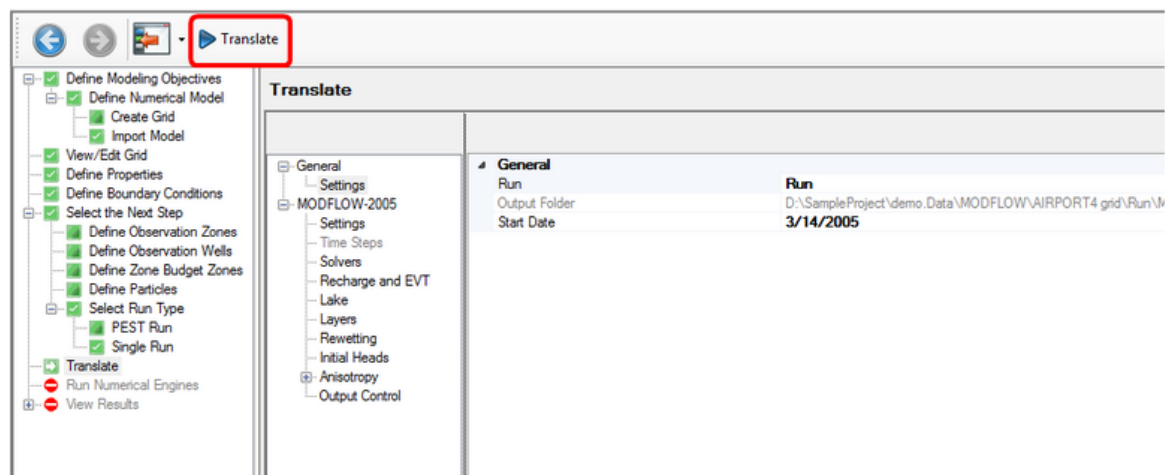 Translate
Define Modeling Objectives
Define Numerical Model
Create Grid
Import Model
View/Edit Grid
Define Properties
Define Boundary Conditions
Select the Next Step
Define Observation Zones
Define Observation Wells
Define Zone Budget Zones
Define Particles
Select Run Type
PEST Run
Single Run
Translate
Run Numerical Engines
View Results
Translate
General
Settings
MODFLOW-2005
Settings
Time Steps
Solvers
Recharge and EVT
Lake
Layers
Rewetting
Initial Heads
Anisotropy
Output Control
General
Run Run
Output Folder D:\SampleProject\demo.Data\MODFLOW\AIRPORT4 grid\Run\M
Start Date 3/14/2005